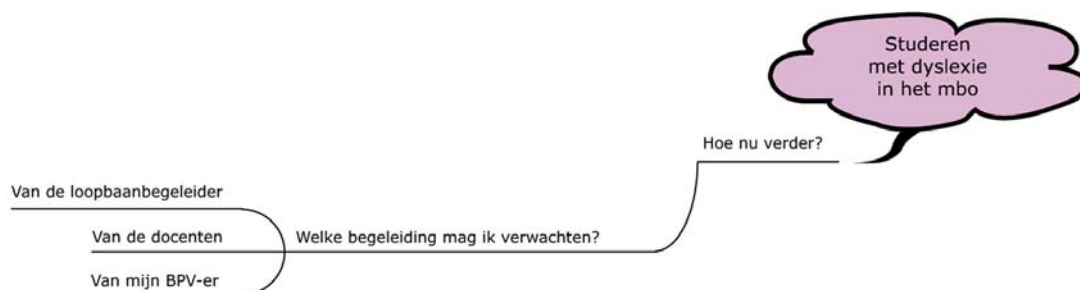 Studeren
met dyslexie
in het mbo
Hoe nu verder?
Welke begeleiding mag ik verwachten?
Van de loopbaanbegeleider
Van de docenten
Van mijn BPV-er